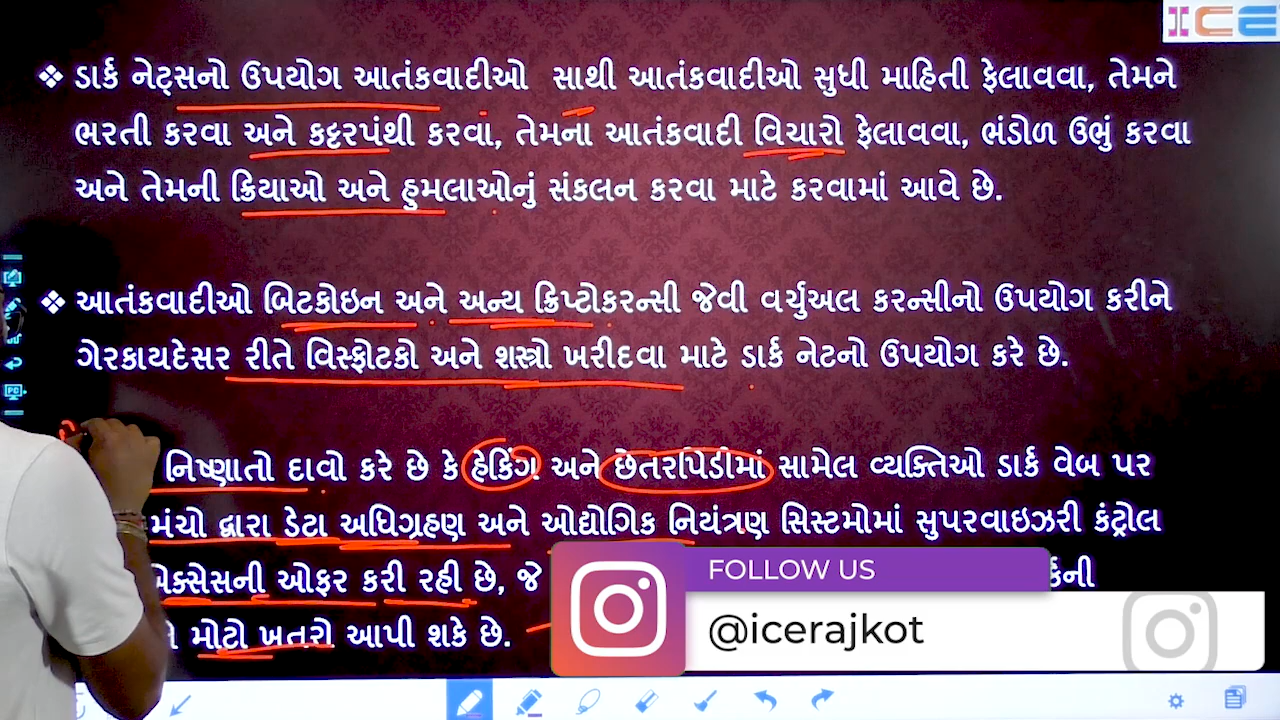 ICE
❖ ડાર્ક નેટ્સનો ઉપયોગ આતંકવાદીઓ સાથી આતંકવાદીઓ સુધી માહિતી ફેલાવવા, તેમને
ભરતી કરવા અને કટ્ટરપંથી કરવા, તેમના આતંકવાદી વિચારો ફેલાવવા, ભંડોળ ઉભું કરવા
અને તેમની ક્રિયાઓ અને હુમલાઓનું સંકલન કરવા માટે કરવામાં આવે છે.
❖ આતંકવાદીઓ બિટકોઇન અને અન્ય ક્રિપ્ટોકરન્સી જેવી વર્ચુઅલ કરન્સીનો ઉપયોગ કરીને
ગેરકાયદેસર રીતે વિસ્ફોટકો અને શસ્ત્રો ખરીદવા માટે ડાર્ક નેટનો ઉપયોગ કરે છે.
નિષ્ણાતો દાવો કરે છે કે હેકિંગ અને છેતરપિંડીમાં સામેલ વ્યક્તિઓ ડાર્ક વેબ પર
મંચો દ્વારા ડેટા અધિગ્રહણ અને ઓદ્યોગિક નિયંત્રણ સિસ્ટમોમાં સુપરવાઇઝરી કંટ્રોલ
એક્સેસની ઓફર કરી રહી છે, જે
મોટો ખતરો આપી શકે છે.
FOLLOW US
@icerajkot